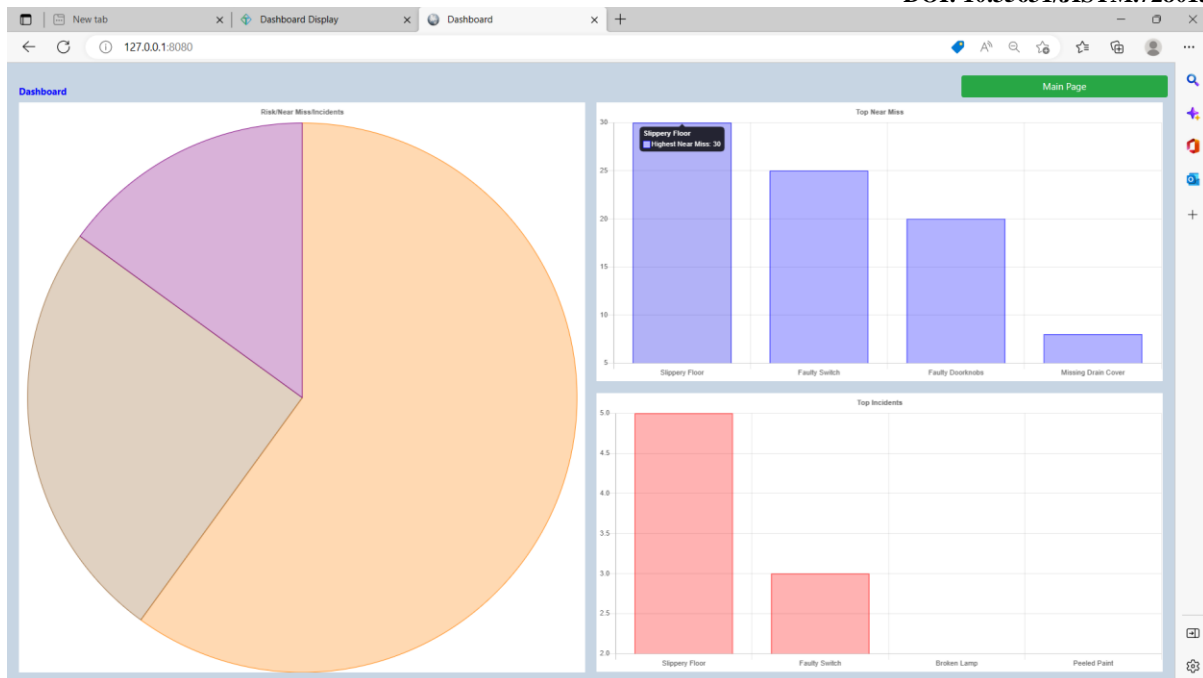 New tab
Dashboard Display
Dashboard
127.0.0.1:8080
Dashboard
Main Page
Risk/Near Miss/Incidents
Top Near Miss
30
25
20
15
10
5
Slippery Floor
Highest Near Miss: 30
Slippery Floor
Faulty Switch
Faulty Doorknobs
Missing Drain Cover
Top Incidents
5.0
4.5
4.0
3.5
3.0
2.5
2.0
Slippery Floor
Faulty Switch
Broken Lamp
Peeled Paint